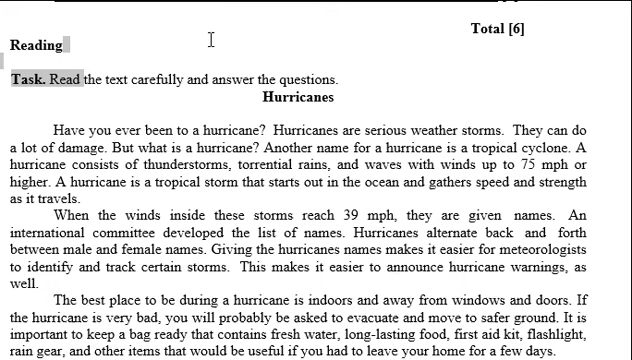 Total [6]
Reading
Task. Read the text carefully and answer the questions.
Hurricanes
Have you ever been to a hurricane? Hurricanes are serious weather storms. They can do
a lot of damage. But what is a hurricane? Another name for a hurricane is a tropical cyclone. A
hurricane consists of thunderstorms, torrential rains, and waves with winds up to 75 mph or
higher. A hurricane is a tropical storm that starts out in the ocean and gathers speed and strength
as it travels.
When the winds inside these storms reach 39 mph, they are given names. An
international committee developed the list of names. Hurricanes alternate back and forth
between male and female names. Giving the hurricanes names makes it easier for meteorologists
to identify and track certain storms. This makes it easier to announce hurricane warnings, as
well.
The best place to be during a hurricane is indoors and away from windows and doors. If
the hurricane is very bad, you will probably be asked to evacuate and move to safer ground. It is
important to keep a bag ready that contains fresh water, long-lasting food, first aid kit, flashlight,
rain gear, and other items that would be useful if you had to leave your home for a few days.